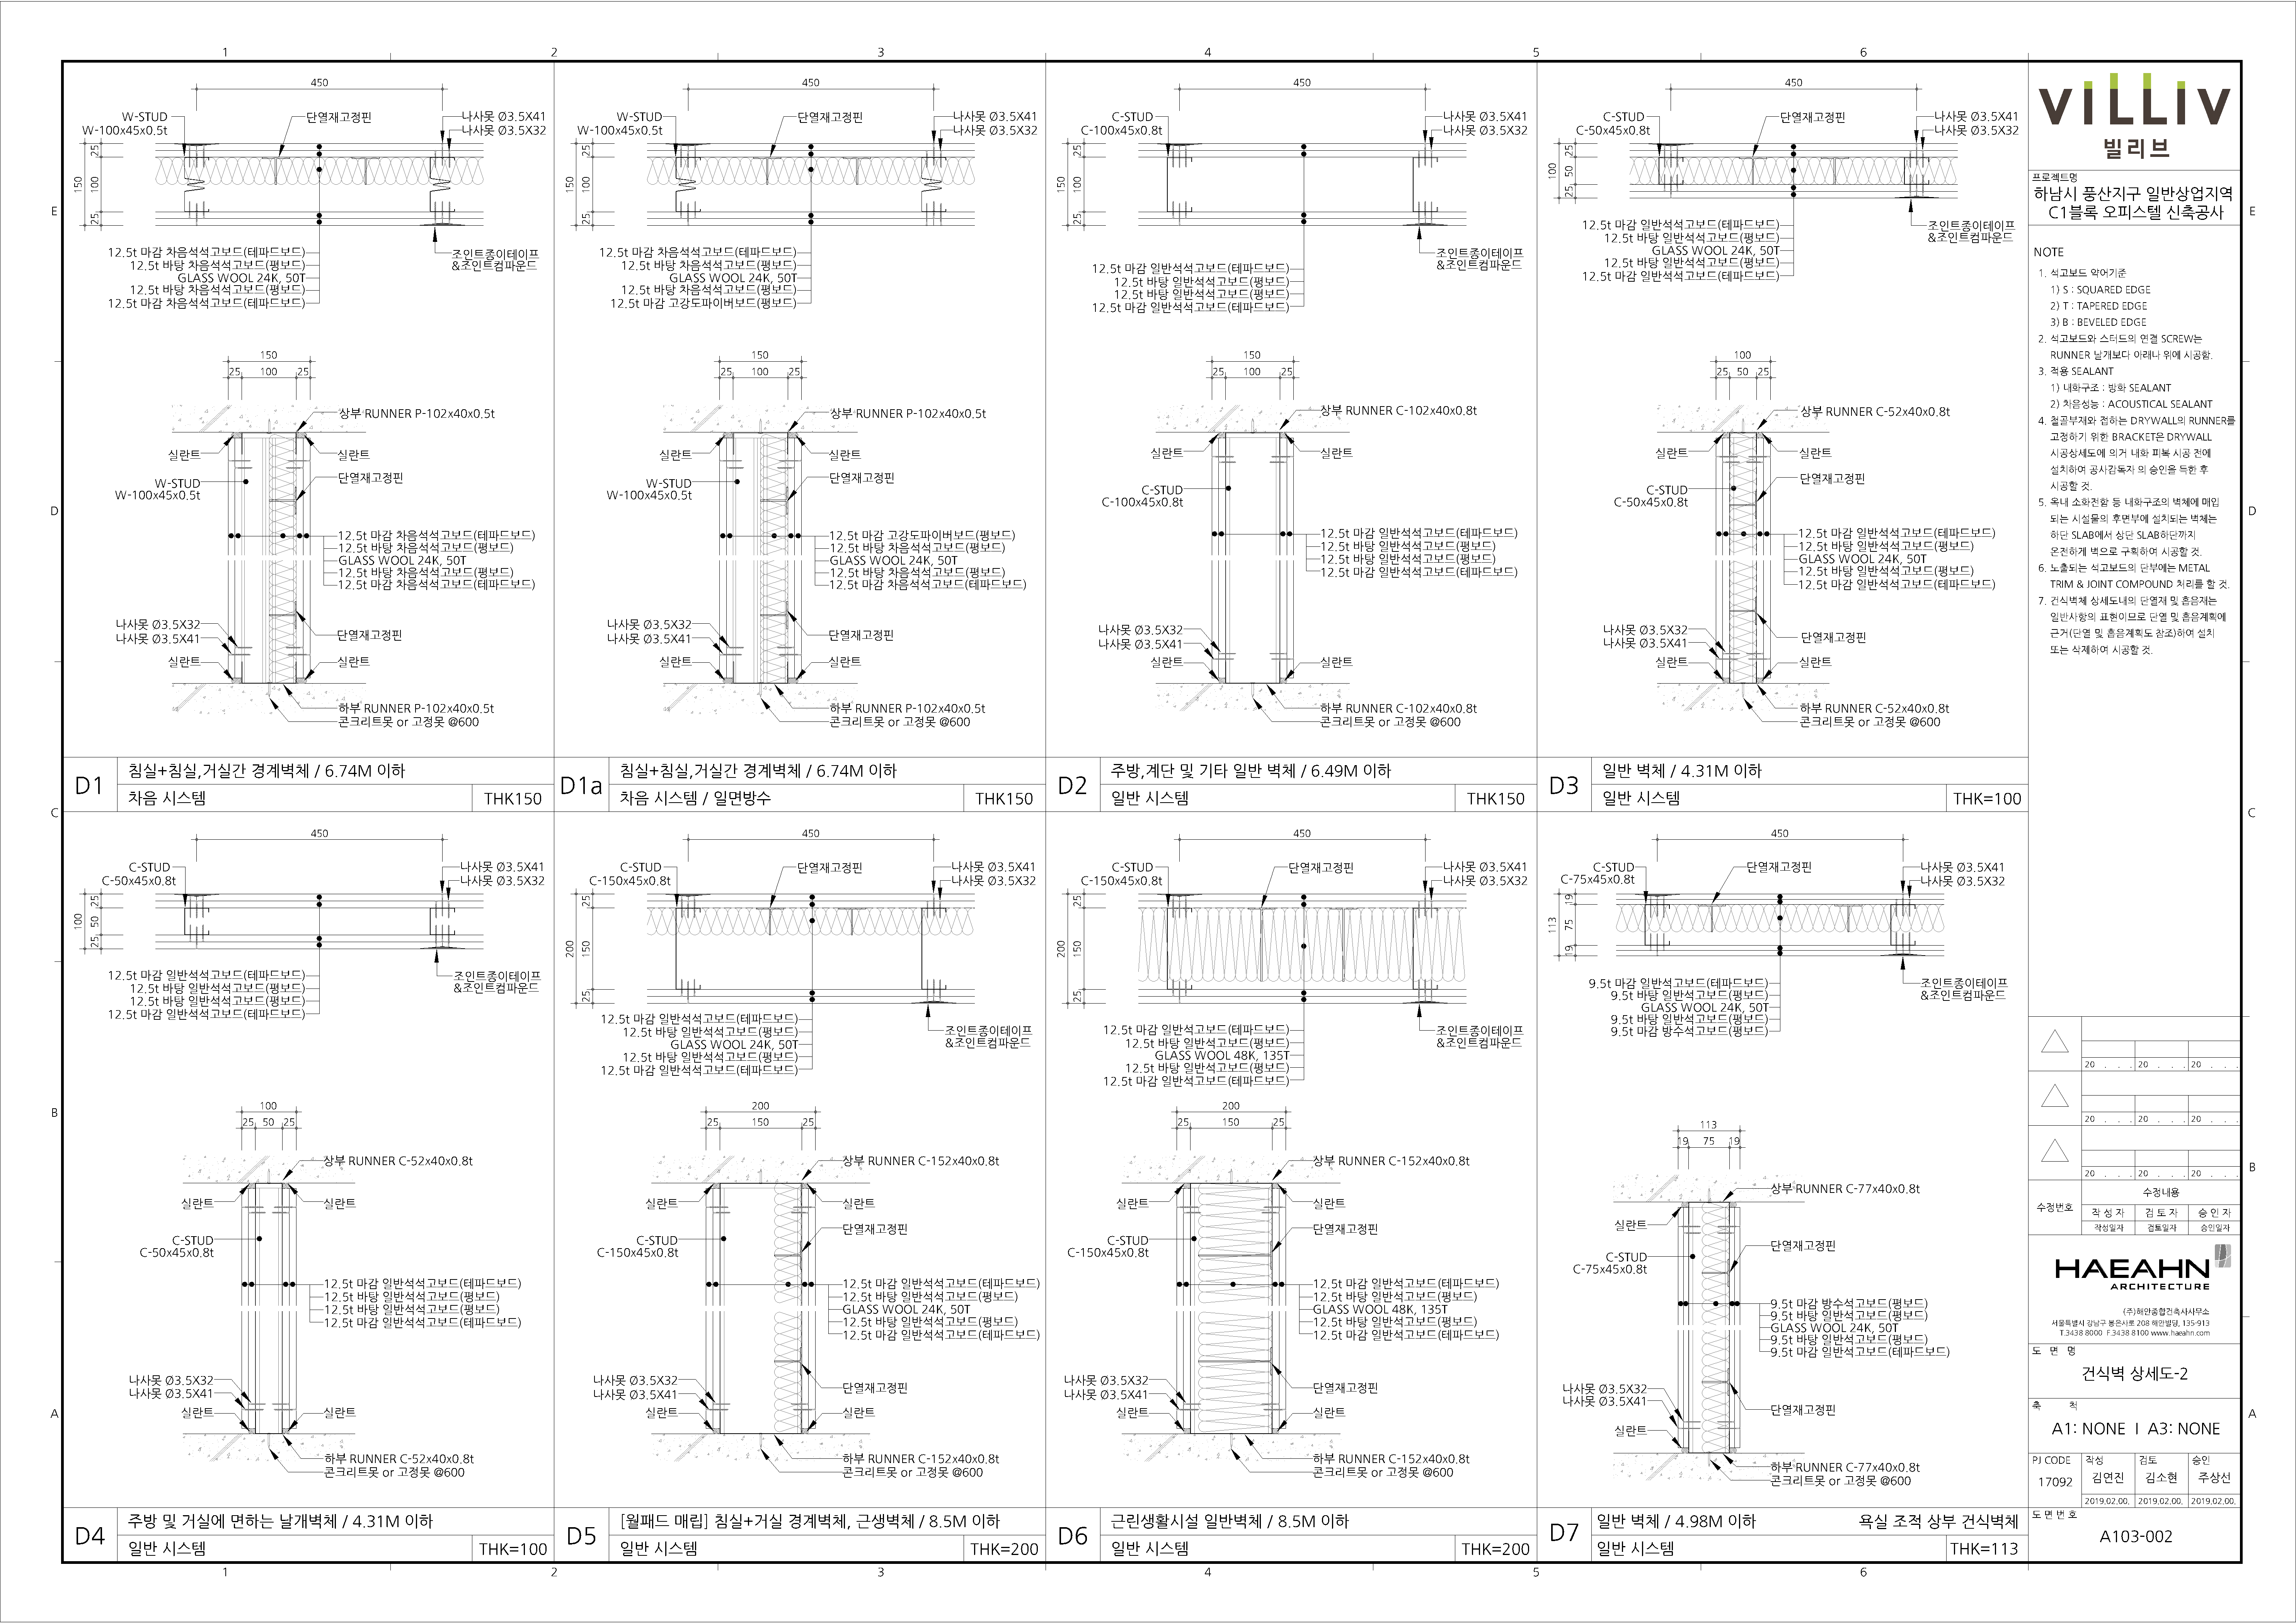 1 2 3 4 5 6
450
W-STUD
W-100x45x0.5t
단열재고정핀
나사못 Ø3.5X41
나사못 Ø3.5X32
25
100
150
25
12.5t 마감 차음석석고보드(테파드보드)
12.5t 바탕 차음석석고보드(평보드)
GLASS WOOL 24K, 50T
12.5t 바탕 차음석석고보드(평보드)
12.5t 마감 차음석석고보드(테파드보드)
조인트종이테이프
&조인트컴파운드
150
25 100 25
상부 RUNNER P-102x40x0.5t
실란트
실란트
W-STUD
W-100x45x0.5t
단열재고정핀
12.5t 마감 차음석석고보드(테파드보드)
12.5t 바탕 차음석석고보드(평보드)
GLASS WOOL 24K, 50T
12.5t 바탕 차음석석고보드(평보드)
12.5t 마감 차음석석고보드(테파드보드)
나사못 Ø3.5X32
나사못 Ø3.5X41
단열재고정핀
실란트
실란트
하부 RUNNER P-102x40x0.5t
콘크리트못 or 고정못 @600
D1
침실+침실,거실간 경계벽체 / 6.74M 이하
차음 시스템
THK150
450
W-STUD
W-100x45x0.5t
단열재고정핀
나사못 Ø3.5X41
나사못 Ø3.5X32
25
100
150
25
12.5t 마감 차음석석고보드(테파드보드)
12.5t 바탕 차음석석고보드(평보드)
GLASS WOOL 24K, 50T
12.5t 바탕 차음석석고보드(평보드)
12.5t 마감 고강도파이버보드(평보드)
150
25 100 25
상부 RUNNER P-102x40x0.5t
실란트
실란트
W-STUD
W-100x45x0.5t
단열재고정핀
12.5t 마감 고강도파이버보드(평보드)
12.5t 바탕 차음석석고보드(평보드)
GLASS WOOL 24K, 50T
12.5t 바탕 차음석석고보드(평보드)
12.5t 마감 차음석석고보드(테파드보드)
나사못 Ø3.5X32
나사못 Ø3.5X41
단열재고정핀
실란트
실란트
하부 RUNNER P-102x40x0.5t
콘크리트못 or 고정못 @600
D1a
침실+침실,거실간 경계벽체 / 6.74M 이하
차음 시스템 / 일면방수
THK150
450
C-STUD
C-100x45x0.8t
나사못 Ø3.5X41
나사못 Ø3.5X32
25
100
150
25
12.5t 마감 일반석석고보드(테파드보드)
12.5t 바탕 일반석석고보드(평보드)
12.5t 바탕 일반석석고보드(평보드)
12.5t 마감 일반석석고보드(테파드보드)
조인트종이테이프
&조인트컴파운드
150
25 100 25
상부 RUNNER C-102x40x0.8t
실란트
실란트
C-STUD
C-100x45x0.8t
12.5t 마감 일반석석고보드(테파드보드)
12.5t 바탕 일반석석고보드(평보드)
12.5t 바탕 일반석석고보드(평보드)
12.5t 마감 일반석석고보드(테파드보드)
나사못 Ø3.5X32
나사못 Ø3.5X41
실란트
실란트
하부 RUNNER C-102x40x0.8t
콘크리트못 or 고정못 @600
D2
주방,계단 및 기타 일반 벽체 / 6.49M 이하
일반 시스템
THK150
450
C-STUD
C-50x45x0.8t
단열재고정핀
나사못 Ø3.5X41
나사못 Ø3.5X32
25
50
100
25
12.5t 마감 일반석석고보드(테파드보드)
12.5t 바탕 일반석석고보드(평보드)
GLASS WOOL 24K, 50T
12.5t 바탕 일반석석고보드(평보드)
12.5t 마감 일반석석고보드(테파드보드)
조인트종이테이프
&조인트컴파운드
100
25 50 25
상부 RUNNER C-52x40x0.8t
실란트
실란트
C-STUD
C-50x45x0.8t
단열재고정핀
12.5t 마감 일반석석고보드(테파드보드)
12.5t 바탕 일반석석고보드(평보드)
GLASS WOOL 24K, 50T
12.5t 바탕 일반석석고보드(평보드)
12.5t 마감 일반석석고보드(테파드보드)
나사못 Ø3.5X32
나사못 Ø3.5X41
단열재고정핀
실란트
실란트
하부 RUNNER C-52x40x0.8t
콘크리트못 or 고정못 @600
D3
일반 벽체 / 4.31M 이하
일반 시스템
THK=100
450
C-STUD
C-50x45x0.8t
나사못 Ø3.5X41
나사못 Ø3.5X32
25
50
100
25
12.5t 마감 일반석석고보드(테파드보드)
12.5t 바탕 일반석석고보드(평보드)
12.5t 바탕 일반석석고보드(평보드)
12.5t 마감 일반석석고보드(테파드보드)
조인트종이테이프
&조인트컴파운드
100
25 50 25
상부 RUNNER C-52x40x0.8t
실란트
실란트
C-STUD
C-50x45x0.8t
12.5t 마감 일반석석고보드(테파드보드)
12.5t 바탕 일반석석고보드(평보드)
12.5t 바탕 일반석석고보드(평보드)
12.5t 마감 일반석석고보드(테파드보드)
나사못 Ø3.5X32
나사못 Ø3.5X41
실란트
실란트
하부 RUNNER C-52x40x0.8t
콘크리트못 or 고정못 @600
D4
주방 및 거실에 면하는 날개벽체 / 4.31M 이하
일반 시스템
THK=100
450
C-STUD
C-150x45x0.8t
단열재고정핀
나사못 Ø3.5X41
나사못 Ø3.5X32
25
150
200
25
12.5t 마감 일반석석고보드(테파드보드)
12.5t 바탕 일반석석고보드(평보드)
GLASS WOOL 24K, 50T
12.5t 바탕 일반석석고보드(평보드)
12.5t 마감 일반석석고보드(테파드보드)
조인트종이테이프
&조인트컴파운드
200
25 150 25
상부 RUNNER C-152x40x0.8t
실란트
실란트
단열재고정핀
C-STUD
C-150x45x0.8t
12.5t 마감 일반석석고보드(테파드보드)
12.5t 바탕 일반석석고보드(평보드)
GLASS WOOL 24K, 50T
12.5t 바탕 일반석석고보드(평보드)
12.5t 마감 일반석석고보드(테파드보드)
나사못 Ø3.5X32
나사못 Ø3.5X41
단열재고정핀
실란트
실란트
하부 RUNNER C-152x40x0.8t
콘크리트못 or 고정못 @600
D5
[월패드 매립] 침실+거실 경계벽체, 근생벽체 / 8.5M 이하
일반 시스템
THK=200
450
C-STUD
C-150x45x0.8t
단열재고정핀
나사못 Ø3.5X41
나사못 Ø3.5X32
25
150
200
25
12.5t 마감 일반석석고보드(테파드보드)
12.5t 바탕 일반석석고보드(평보드)
GLASS WOOL 48K, 135T
12.5t 바탕 일반석석고보드(평보드)
12.5t 마감 일반석석고보드(테파드보드)
조인트종이테이프
&조인트컴파운드
200
25 150 25
상부 RUNNER C-152x40x0.8t
실란트
실란트
단열재고정핀
C-STUD
C-150x45x0.8t
12.5t 마감 일반석석고보드(테파드보드)
12.5t 바탕 일반석석고보드(평보드)
GLASS WOOL 48K, 135T
12.5t 바탕 일반석석고보드(평보드)
12.5t 마감 일반석석고보드(테파드보드)
나사못 Ø3.5X32
나사못 Ø3.5X41
단열재고정핀
실란트
실란트
하부 RUNNER C-152x40x0.8t
콘크리트못 or 고정못 @600
D6
근린생활시설 일반벽체 / 8.5M 이하
일반 시스템
THK=200
450
C-STUD
C-75x45x0.8t
단열재고정핀
나사못 Ø3.5X41
나사못 Ø3.5X32
19
75
113
19
9.5t 마감 일반석고보드(테파드보드)
9.5t 바탕 일반석고보드(평보드)
GLASS WOOL 24K, 50T
9.5t 바탕 일반석고보드(평보드)
9.5t 마감 방수석고보드(평보드)
조인트종이테이프
&조인트컴파운드
113
19 75 19
상부 RUNNER C-77x40x0.8t
실란트
단열재고정핀
C-STUD
C-75x45x0.8t
9.5t 마감 방수석고보드(평보드)
9.5t 바탕 일반석고보드(평보드)
GLASS WOOL 24K, 50T
9.5t 바탕 일반석고보드(평보드)
9.5t 마감 일반석고보드(테파드보드)
나사못 Ø3.5X32
나사못 Ø3.5X41
단열재고정핀
실란트
하부 RUNNER C-77x40x0.8t
콘크리트못 or 고정못 @600
D7
일반 벽체 / 4.98M 이하 욕실 조적 상부 건식벽체
일반 시스템
THK=113
ViLLiV
빌리브
프로젝트명
하남시 풍산지구 일반상업지역
C1블록 오피스텔 신축공사
NOTE
1. 석고보드 약어기준
1) S : SQUARED EDGE
2) T : TAPERED EDGE
3) B : BEVELED EDGE
2. 석고보드와 스터드의 연결 SCREW는
RUNNER 날개보다 아래나 위에 시공함.
3. 적용 SEALANT
1) 내화구조 : 방화 SEALANT
2) 차음성능 : ACOUSTICAL SEALANT
4. 철골부재와 접하는 DRYWALL의 RUNNER를
고정하기 위한 BRACKET은 DRYWALL
시공상세도에 의거 내화 피복 시공 전에
설치하여 공사감독자 의 승인을 득한 후
시공할 것.
5. 옥내 소화전함 등 내화구조의 벽체에 매입
되는 시설물의 후면부에 설치되는 벽체는
하단 SLAB에서 상단 SLAB하단까지
온전하게 벽으로 구획하여 시공할 것.
6. 노출되는 석고보드의 단부에는 METAL
TRIM & JOINT COMPOUND 처리를 할 것.
7. 건식벽체 상세도내의 단열재 및 흡음재는
일반사항의 표현이므로 단열 및 흡음계획에
근거(단열 및 흡음계획도 참조)하여 설치
또는 삭제하여 시공할 것.
20 . . . 20 . . . 20 . . .
20 . . . 20 . . . 20 . . .
20 . . . 20 . . . 20 . . .
수정번호
수정내용
작 성 자 검 토 자 승 인 자
작성일자 검토일자 승인일자
HAEAHN
ARCHITECTURE
(주)해안종합건축사사무소
서울특별시 강남구 봉은사로 208 해안빌딩, 135-913
T.3438 8000 F.3438 8100 www.haeahn.com
도 면 명
건식벽 상세도-2
축 척
A1: NONE I A3: NONE
PJ CODE 작성 검토 승인
17092 김연진 김소현 주상선
2019.02.00. 2019.02.00. 2019.02.00.
도면번호
A103-002
E
D
C
B
A
E
D
C
B
A
1 2 3 4 5 6